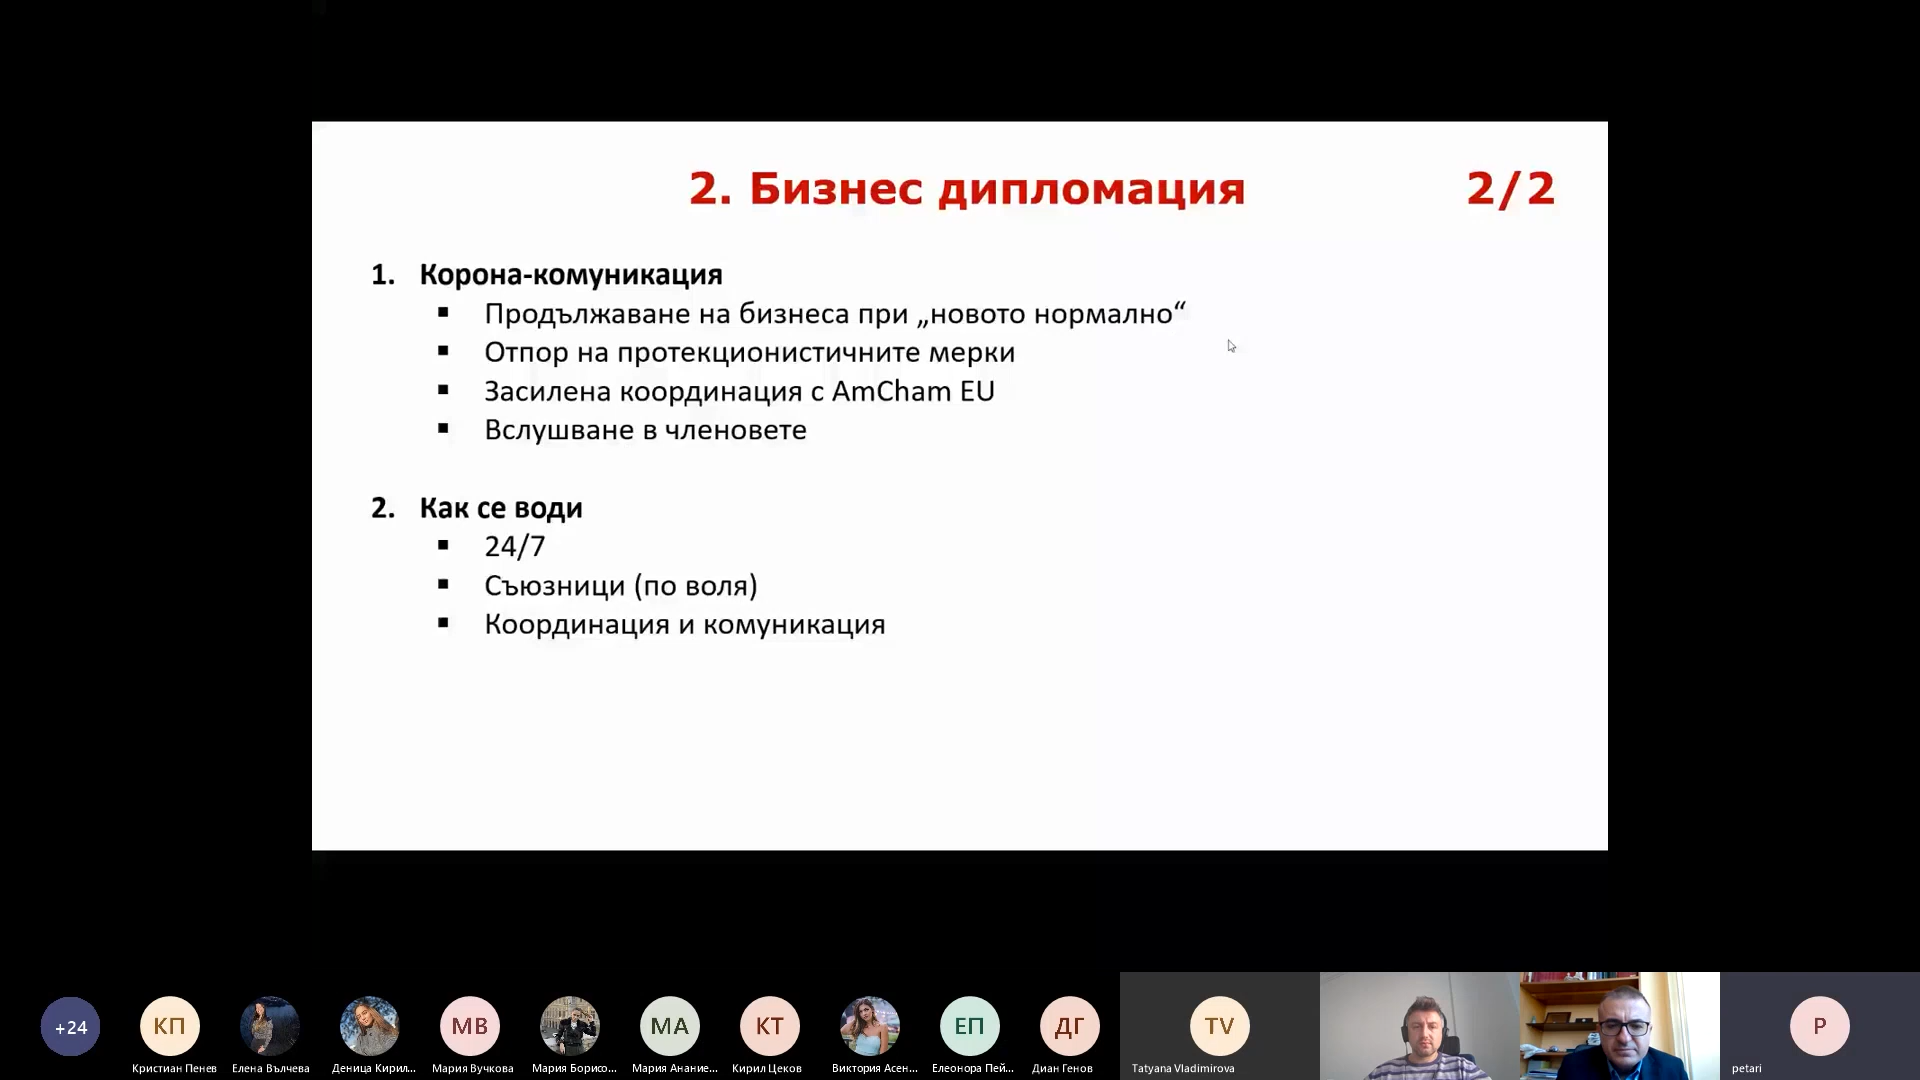 2. Бизнес дипломация 2/2
1. Корона-комуникация
▪ Продължаване на бизнеса при „новото нормално“
▪ Отпор на протекционистичните мерки
▪ Засилена координация с AmCham EU
▪ Вслушване в членовете
2. Как се води
▪ 24/7
▪ Съюзници (по воля)
▪ Координация и комуникация
+24 КП МВ МА КТ ЕП ДГ TV P
Кристиан Пенев Елена Вълчева Деница Кирил... Мария Вучкова Мария Борисо... Мария Анание... Кирил Цеков Виктория Асен... Елеонора Пей... Диан Генов Tatyana Vladimirova petari